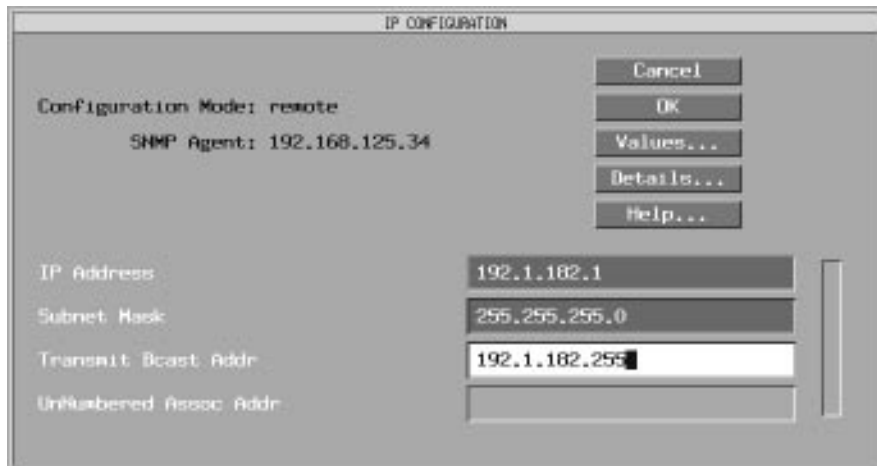 IP CONFIGURATION
Cancel
Configuration Mode: remote
OK
SNMP Agent: 192.168.125.34
Values...
Details...
Help...
IP Address 192.1.182.1
Subnet Mask 255.255.255.0
Transmit Bcast Addr 192.1.182.255
UnNumbered Assoc Addr